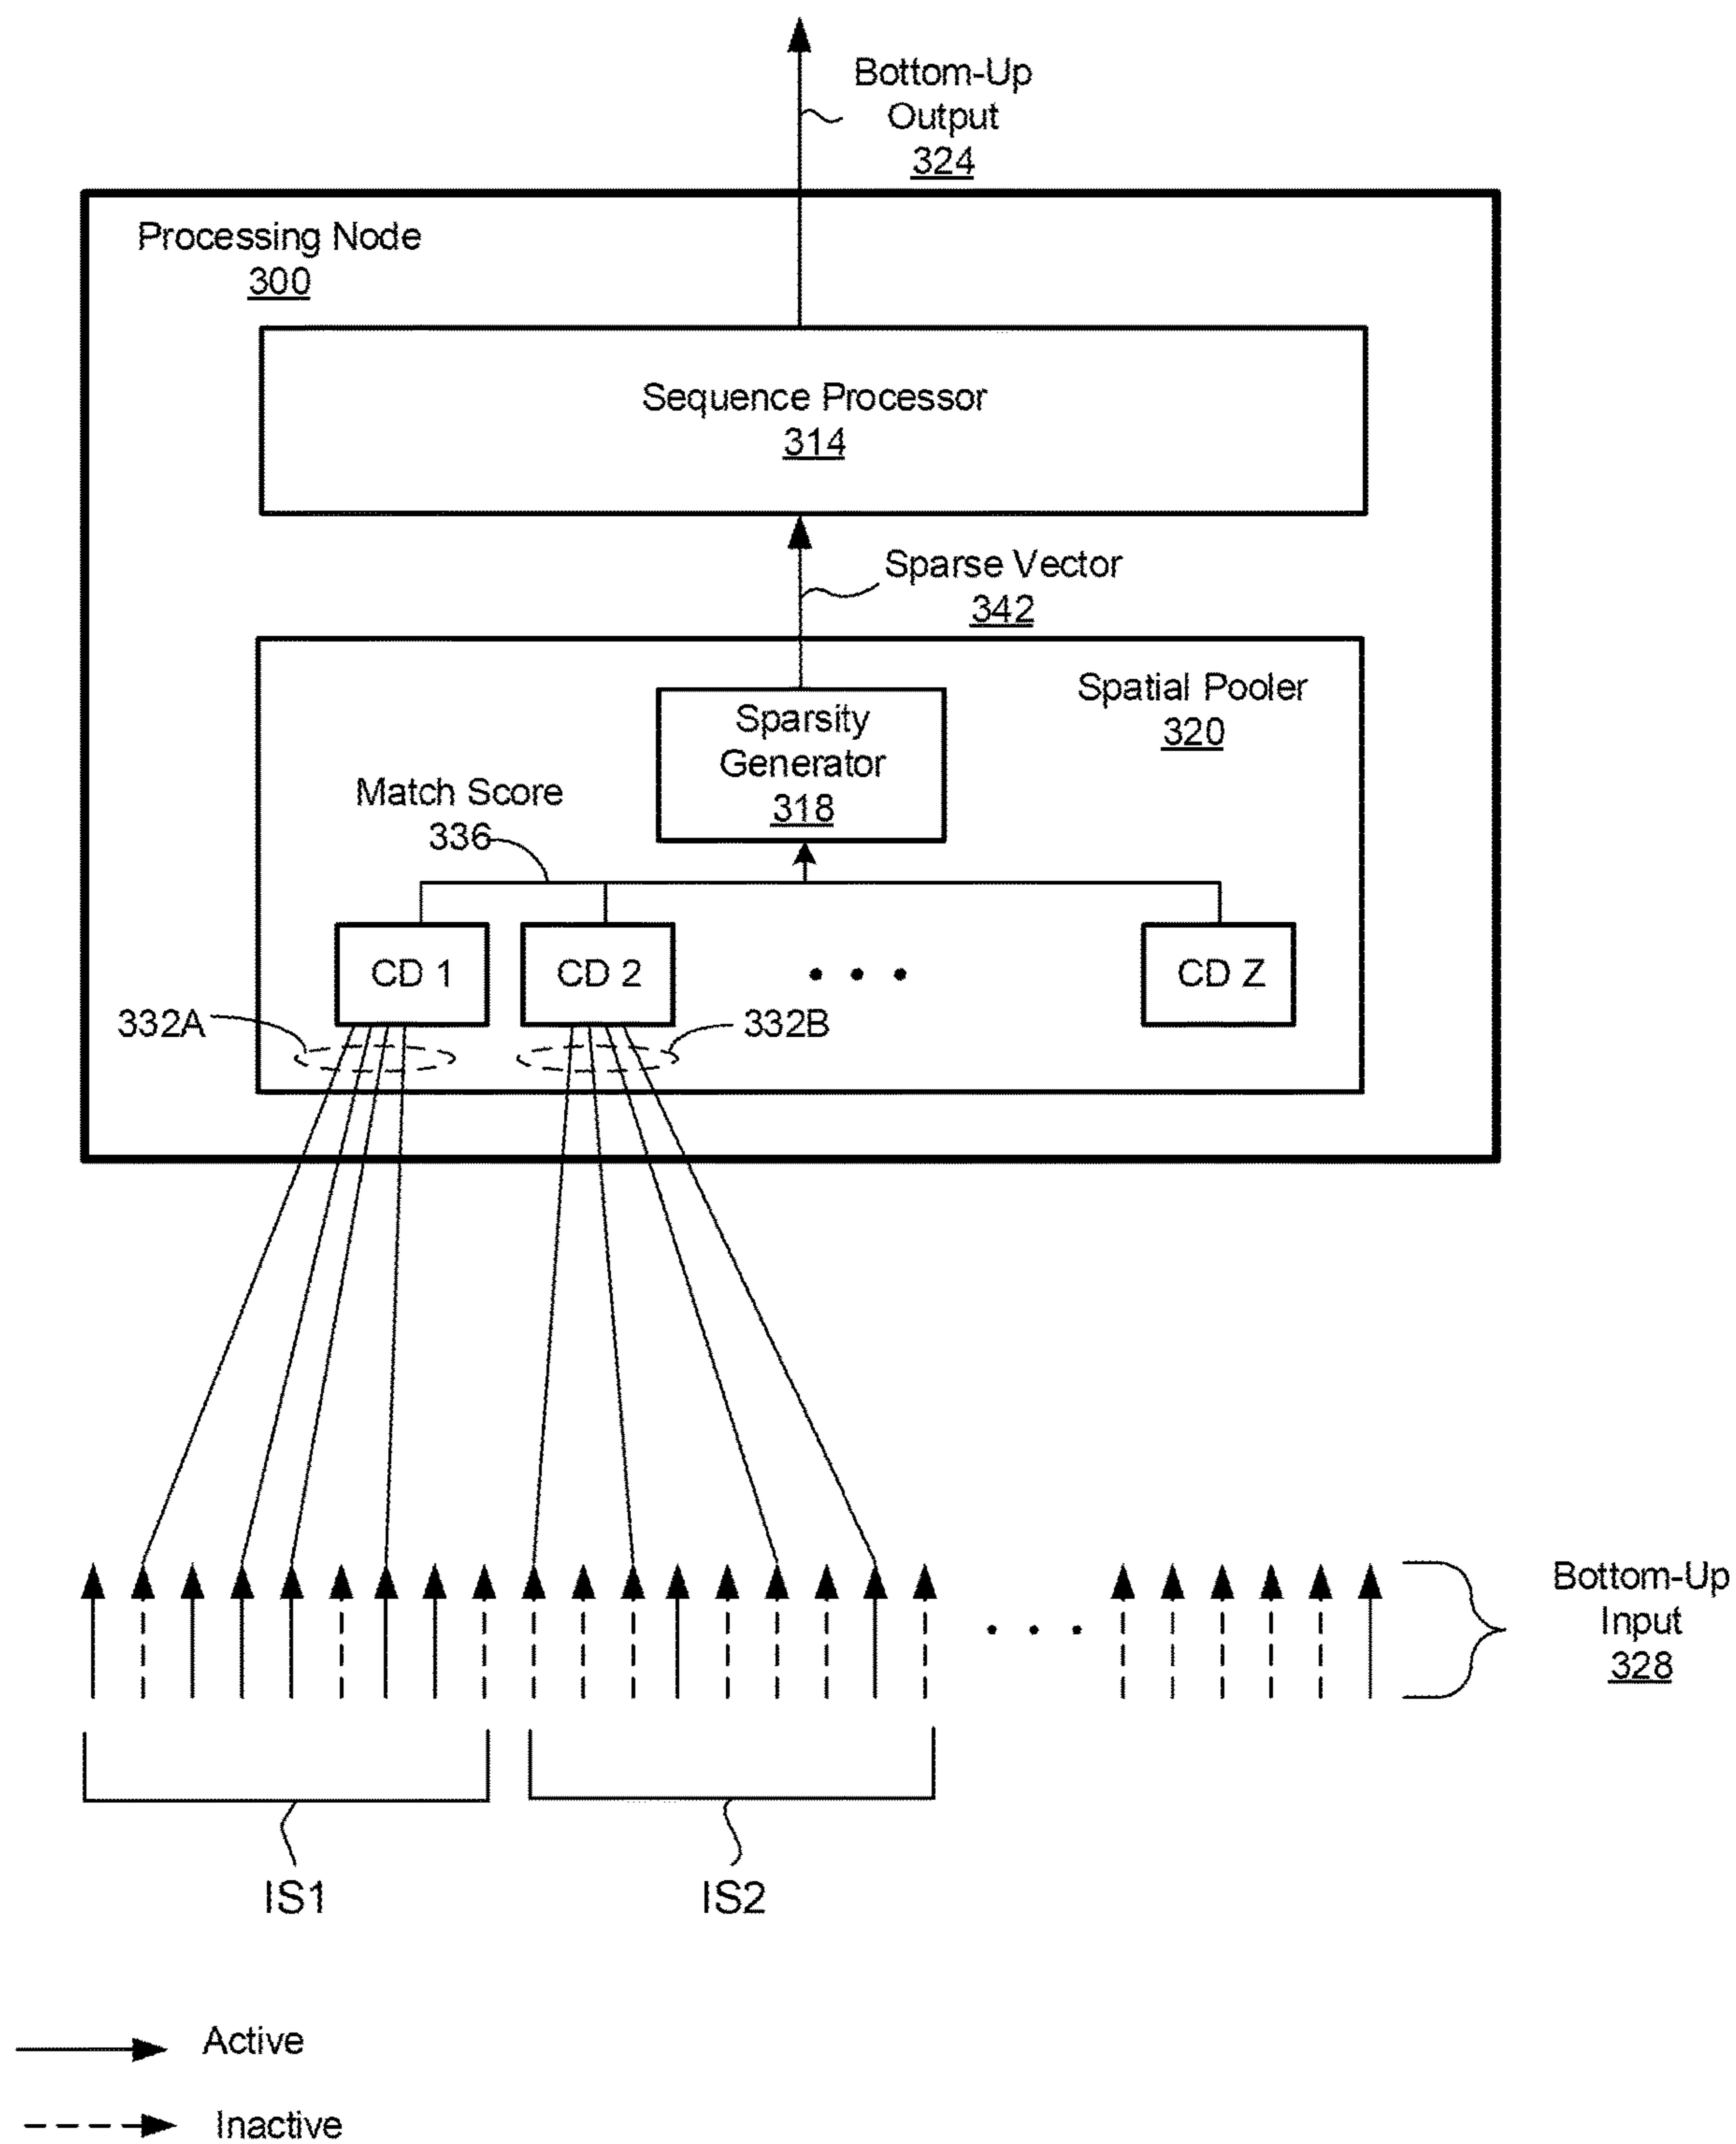 Bottom-Up
Output
324
Processing Node
300
Sequence Processor
314
Sparse Vector
342
Spatial Pooler
320
Sparsity
Generator
318
Match Score
336
CD 1
CD 2
CD Z
332A
332B
Bottom-Up
Input
328
IS1
IS2
Active
Inactive